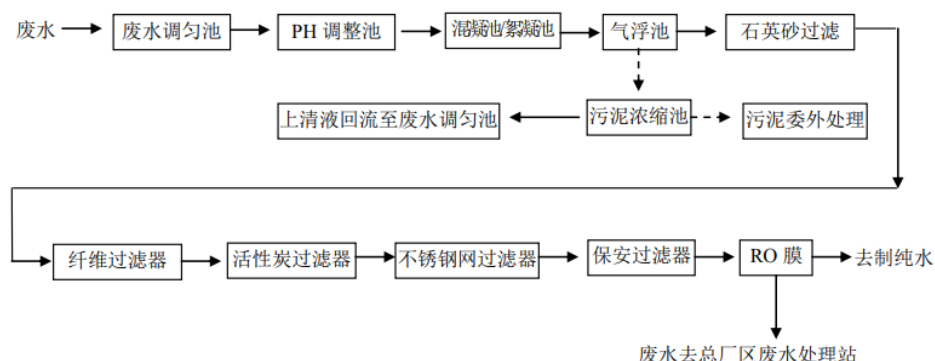 废水
废水调匀池
PH 调整池
混凝池/絮凝池
气浮池
石英砂过滤
上清液回流至废水调匀池
污泥浓缩池
污泥委外处理
纤维过滤器
活性炭过滤器
不锈钢网过滤器
保安过滤器
RO 膜
去制纯水
废水去总厂区废水处理站